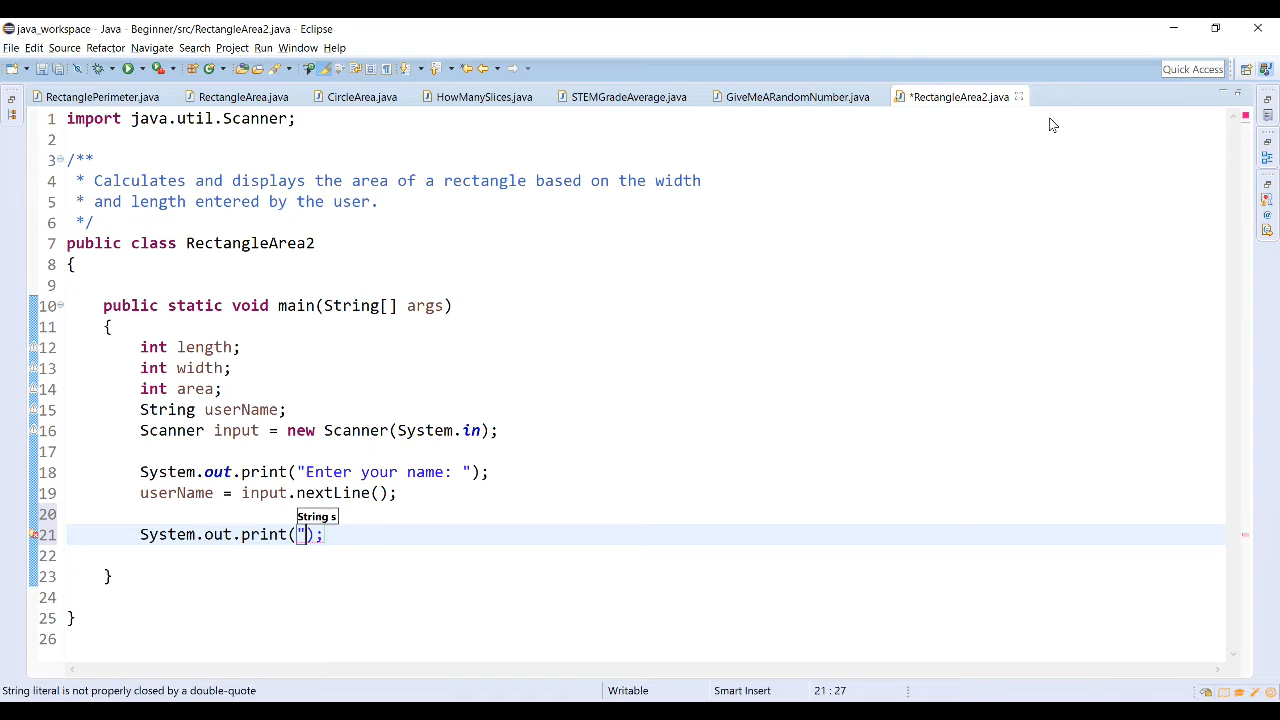 java_workspace - Java - Beginner/src/RectangleArea2.java - Eclipse
File Edit Source Refactor Navigate Search Project Run Window Help
Quick Access
RectanglePerimeter.java RectangleArea.java CircleArea.java HowManySlices.java STEMGradeAverage.java GiveMeARandomNumber.java *RectangleArea2.java
1 import java.util.Scanner;
2
3 /**
4 * Calculates and displays the area of a rectangle based on the width
5 * and length entered by the user.
6 */
7 public class RectangleArea2
8 {
9
10 public static void main(String[] args)
11 {
12 int length;
13 int width;
14 int area;
15 String userName;
16 Scanner input = new Scanner(System.in);
17
18 System.out.print("Enter your name: ");
19 userName = input.nextLine();
20
String s
21 System.out.print(");
22
23 }
24
25 }
26
String literal is not properly closed by a double-quote Writable Smart Insert 21 : 27